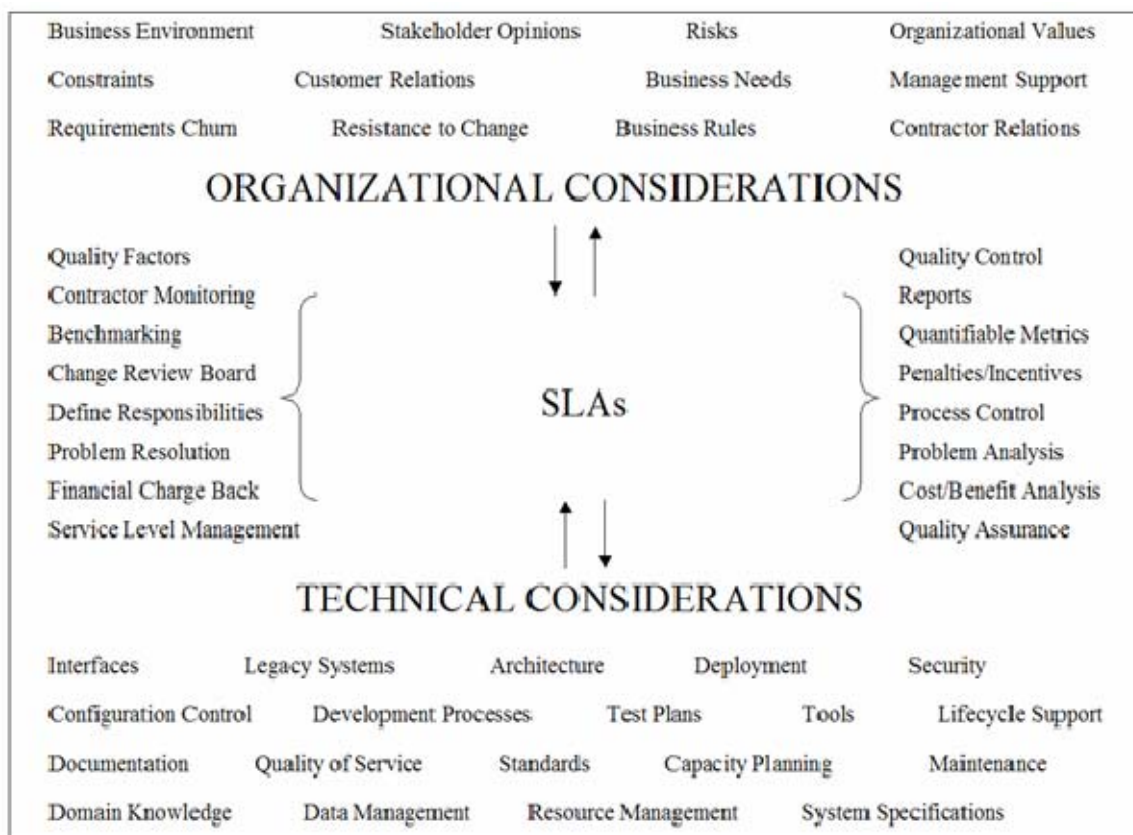 Business Environment Stakeholder Opinions Risks Organizational Values
Constraints Customer Relations Business Needs Management Support
Requirements Churn Resistance to Change Business Rules Contractor Relations
ORGANIZATIONAL CONSIDERATIONS
Quality Factors
Contractor Monitoring
Benchmarking
Change Review Board
Define Responsibilities
Problem Resolution
Financial Charge Back
Service Level Management
SLAs
Quality Control
Reports
Quantifiable Metrics
Penalties/Incentives
Process Control
Problem Analysis
Cost/Benefit Analysis
Quality Assurance
TECHNICAL CONSIDERATIONS
Interfaces Legacy Systems Architecture Deployment Security
Configuration Control Development Processes Test Plans Tools Lifecycle Support
Documentation Quality of Service Standards Capacity Planning Maintenance
Domain Knowledge Data Management Resource Management System Specifications